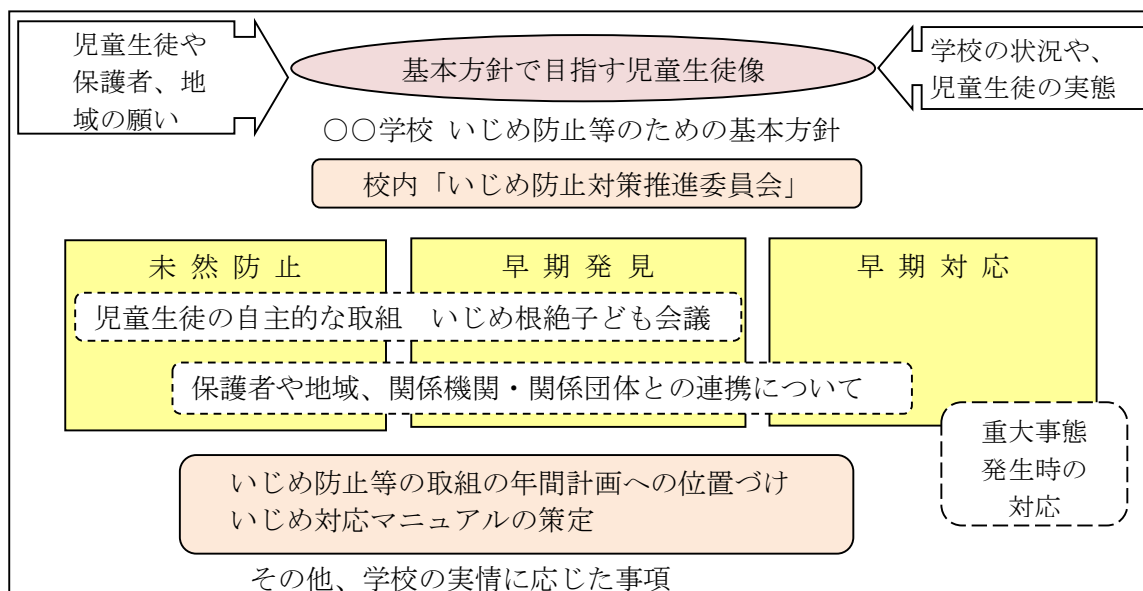 児童生徒や
保護者、地
域の願い
基本方針で目指す児童生徒像
学校の状況や、
児童生徒の実態
○○学校 いじめ防止等のための基本方針
校内「いじめ防止対策推進委員会」
未然防止
早期発見
早期対応
児童生徒の自主的な取組　いじめ根絶子ども会議
保護者や地域、関係機関・関係団体との連携について
重大事態
発生時の
対応
いじめ防止等の取組の年間計画への位置づけ
いじめ対応マニュアルの策定
その他、学校の実情に応じた事項